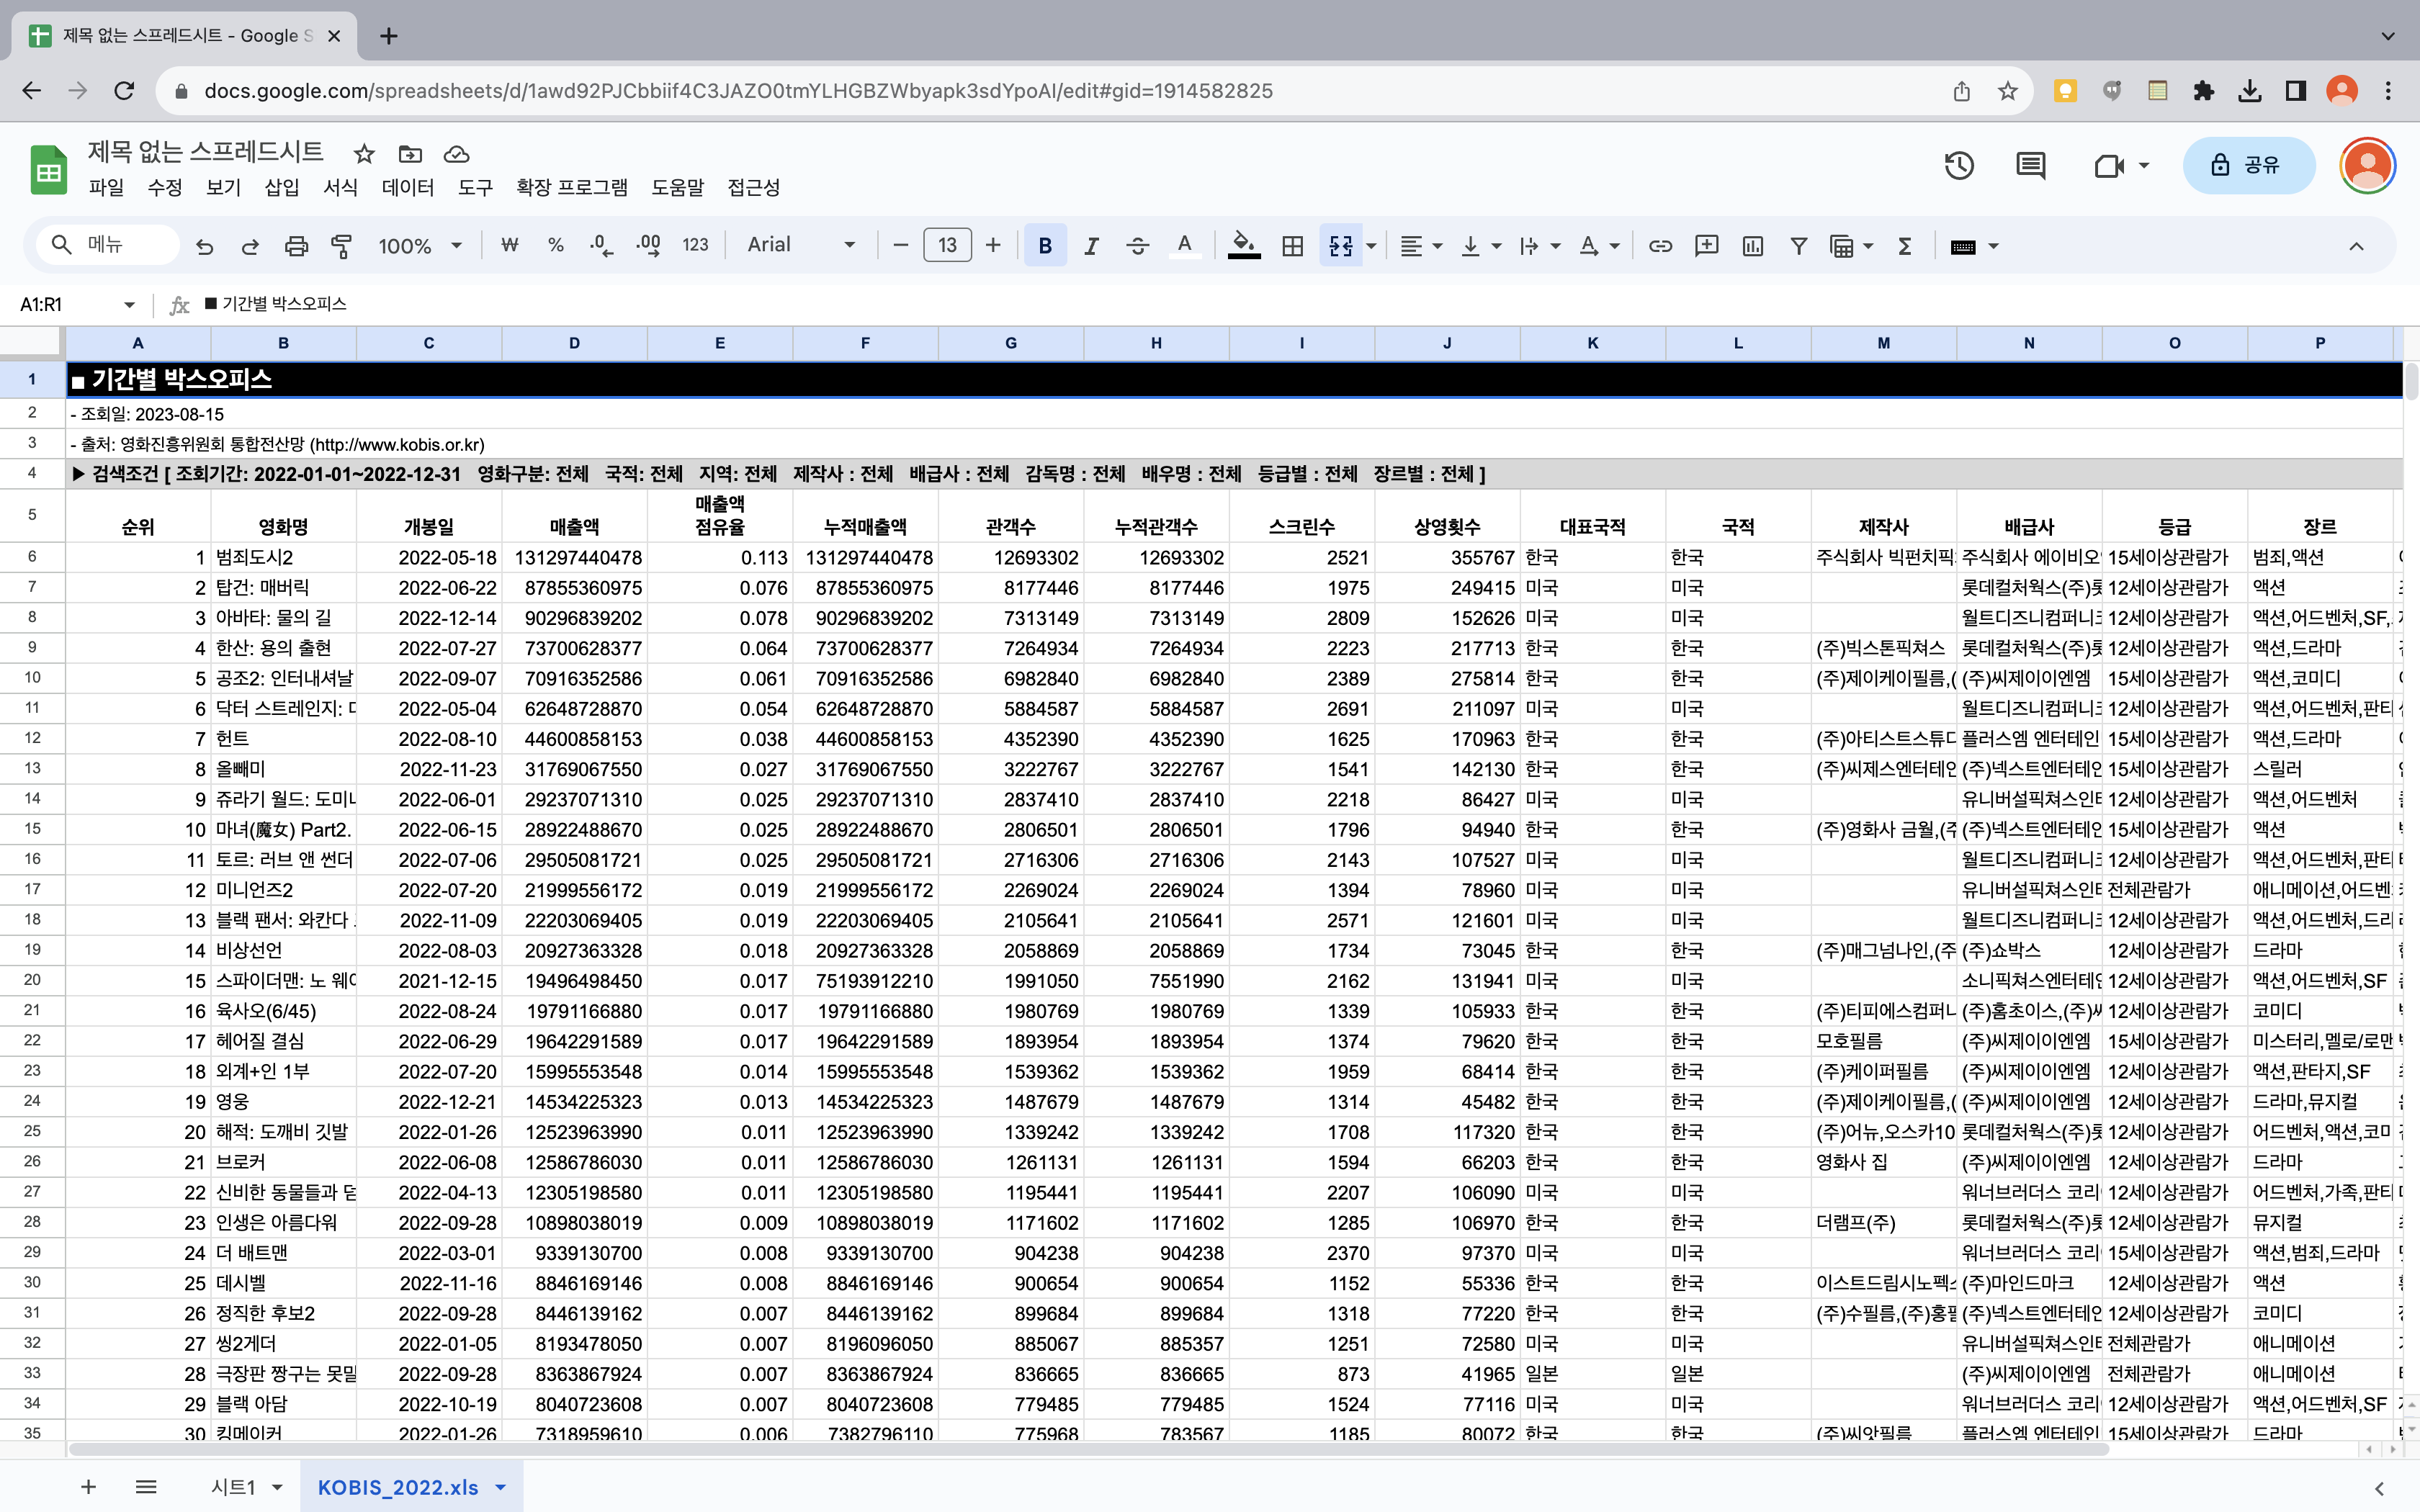 제목 없는 스프레드시트 - Google S
docs.google.com/spreadsheets/d/1awd92PJCbbiif4C3JAZO0tmYLHGBZWbyapk3sdYpoAI/edit#gid=1914582825
제목 없는 스프레드시트
파일 수정 보기 삽입 서식 데이터 도구 확장 프로그램 도움말 접근성
공유
메뉴 100% ₩ % .0 .00 123 Arial 13 B I A
A1:R1 fx ■ 기간별 박스오피스
A B C D E F G H I J K L M N O P
1 ■ 기간별 박스오피스
2 - 조회일: 2023-08-15
3 - 출처: 영화진흥위원회 통합전산망 (http://www.kobis.or.kr)
4 ▶ 검색조건 [ 조회기간: 2022-01-01~2022-12-31 영화구분: 전체 국적: 전체 지역: 전체 제작사 : 전체 배급사 : 전체 감독명 : 전체 배우명 : 전체 등급별 : 전체 장르별 : 전체 ]
5 순위 영화명 개봉일 매출액 매출액 점유율 누적매출액 관객수 누적관객수 스크린수 상영횟수 대표국적 국적 제작사 배급사 등급 장르
6 1 범죄도시2 2022-05-18 131297440478 0.113 131297440478 12693302 12693302 2521 355767 한국 한국 주식회사 빅펀치픽 주식회사 에이비오 15세이상관람가 범죄,액션
7 2 탑건: 매버릭 2022-06-22 87855360975 0.076 87855360975 8177446 8177446 1975 249415 미국 미국 롯데컬처웍스(주)롯 12세이상관람가 액션
8 3 아바타: 물의 길 2022-12-14 90296839202 0.078 90296839202 7313149 7313149 2809 152626 미국 미국 월트디즈니컴퍼니코 12세이상관람가 액션,어드벤처,SF,
9 4 한산: 용의 출현 2022-07-27 73700628377 0.064 73700628377 7264934 7264934 2223 217713 한국 한국 (주)빅스톤픽쳐스 롯데컬처웍스(주)롯 12세이상관람가 액션,드라마
10 5 공조2: 인터내셔날 2022-09-07 70916352586 0.061 70916352586 6982840 6982840 2389 275814 한국 한국 (주)제이케이필름,( (주)씨제이이엔엠 12세이상관람가 액션,코미디
11 6 닥터 스트레인지: 2022-05-04 62648728870 0.054 62648728870 5884587 5884587 2691 211097 미국 미국 월트디즈니컴퍼니코 12세이상관람가 액션,어드벤처,판타
12 7 헌트 2022-08-10 44600858153 0.038 44600858153 4352390 4352390 1625 170963 한국 한국 (주)아티스트스튜디 플러스엠 엔터테인 15세이상관람가 액션,드라마
13 8 올빼미 2022-11-23 31769067550 0.027 31769067550 3222767 3222767 1541 142130 한국 한국 (주)씨제스엔터테인 (주)넥스트엔터테인 15세이상관람가 스릴러
14 9 쥬라기 월드: 도미니 2022-06-01 29237071310 0.025 29237071310 2837410 2837410 2218 86427 미국 미국 유니버설픽쳐스인터 12세이상관람가 액션,어드벤처
15 10 마녀(魔女) Part2. 2022-06-15 28922488670 0.025 28922488670 2806501 2806501 1796 94940 한국 한국 (주)영화사 금월,(주 (주)넥스트엔터테인 15세이상관람가 액션
16 11 토르: 러브 앤 썬더 2022-07-06 29505081721 0.025 29505081721 2716306 2716306 2143 107527 미국 미국 월트디즈니컴퍼니코 12세이상관람가 액션,어드벤처,판타
17 12 미니언즈2 2022-07-20 21999556172 0.019 21999556172 2269024 2269024 1394 78960 미국 미국 유니버설픽쳐스인터 전체관람가 애니메이션,어드벤
18 13 블랙 팬서: 와칸다 2022-11-09 22203069405 0.019 22203069405 2105641 2105641 2571 121601 미국 미국 월트디즈니컴퍼니코 12세이상관람가 액션,어드벤처,드라
19 14 비상선언 2022-08-03 20927363328 0.018 20927363328 2058869 2058869 1734 73045 한국 한국 (주)매그넘나인,(주 (주)쇼박스 12세이상관람가 드라마
20 15 스파이더맨: 노 웨이 2021-12-15 19496498450 0.017 75193912210 1991050 7551990 2162 131941 미국 미국 소니픽쳐스엔터테인 12세이상관람가 액션,어드벤처,SF
21 16 육사오(6/45) 2022-08-24 19791166880 0.017 19791166880 1980769 1980769 1339 105933 한국 한국 (주)티피에스컴퍼니 (주)홈초이스,(주)씨 12세이상관람가 코미디
22 17 헤어질 결심 2022-06-29 19642291589 0.017 19642291589 1893954 1893954 1374 79620 한국 한국 모호필름 (주)씨제이이엔엠 15세이상관람가 미스터리,멜로/로맨
23 18 외계+인 1부 2022-07-20 15995553548 0.014 15995553548 1539362 1539362 1959 68414 한국 한국 (주)케이퍼필름 (주)씨제이이엔엠 12세이상관람가 액션,판타지,SF
24 19 영웅 2022-12-21 14534225323 0.013 14534225323 1487679 1487679 1314 45482 한국 한국 (주)제이케이필름,( (주)씨제이이엔엠 12세이상관람가 드라마,뮤지컬
25 20 해적: 도깨비 깃발 2022-01-26 12523963990 0.011 12523963990 1339242 1339242 1708 117320 한국 한국 (주)어뉴,오스카10 롯데컬처웍스(주)롯 12세이상관람가 어드벤처,액션,코미
26 21 브로커 2022-06-08 12586786030 0.011 12586786030 1261131 1261131 1594 66203 한국 한국 영화사 집 (주)씨제이이엔엠 12세이상관람가 드라마
27 22 신비한 동물들과 덤 2022-04-13 12305198580 0.011 12305198580 1195441 1195441 2207 106090 미국 미국 워너브러더스 코리 12세이상관람가 어드벤처,가족,판타
28 23 인생은 아름다워 2022-09-28 10898038019 0.009 10898038019 1171602 1171602 1285 106970 한국 한국 더램프(주) 롯데컬처웍스(주)롯 12세이상관람가 뮤지컬
29 24 더 배트맨 2022-03-01 9339130700 0.008 9339130700 904238 904238 2370 97370 미국 미국 워너브러더스 코리 15세이상관람가 액션,범죄,드라마
30 25 데시벨 2022-11-16 8846169146 0.008 8846169146 900654 900654 1152 55336 한국 한국 이스트드림시노펙스 (주)마인드마크 12세이상관람가 액션
31 26 정직한 후보2 2022-09-28 8446139162 0.007 8446139162 899684 899684 1318 77220 한국 한국 (주)수필름,(주)홍필 (주)넥스트엔터테인 12세이상관람가 코미디
32 27 씽2게더 2022-01-05 8193478050 0.007 8196096050 885067 885357 1251 72580 미국 미국 유니버설픽쳐스인터 전체관람가 애니메이션
33 28 극장판 짱구는 못말 2022-08-363867924 0.007 8363867924 836665 836665 873 41965 일본 일본 (주)씨제이이엔엠 전체관람가 애니메이션
34 29 블랙 아담 2022-10-19 8040723608 0.007 8040723608 779485 779485 1524 77116 미국 미국 워너브러더스 코리 12세이상관람가 액션,어드벤처,SF
35 30 킹메이커 2022-01-26 7318959610 0.006 7382796110 775968 783567 1185 80072 한국 한국 (주)씨앗필름 플러스엠 엔터테인 15세이상관람가 드라마
시트1 KOBIS_2022.xls